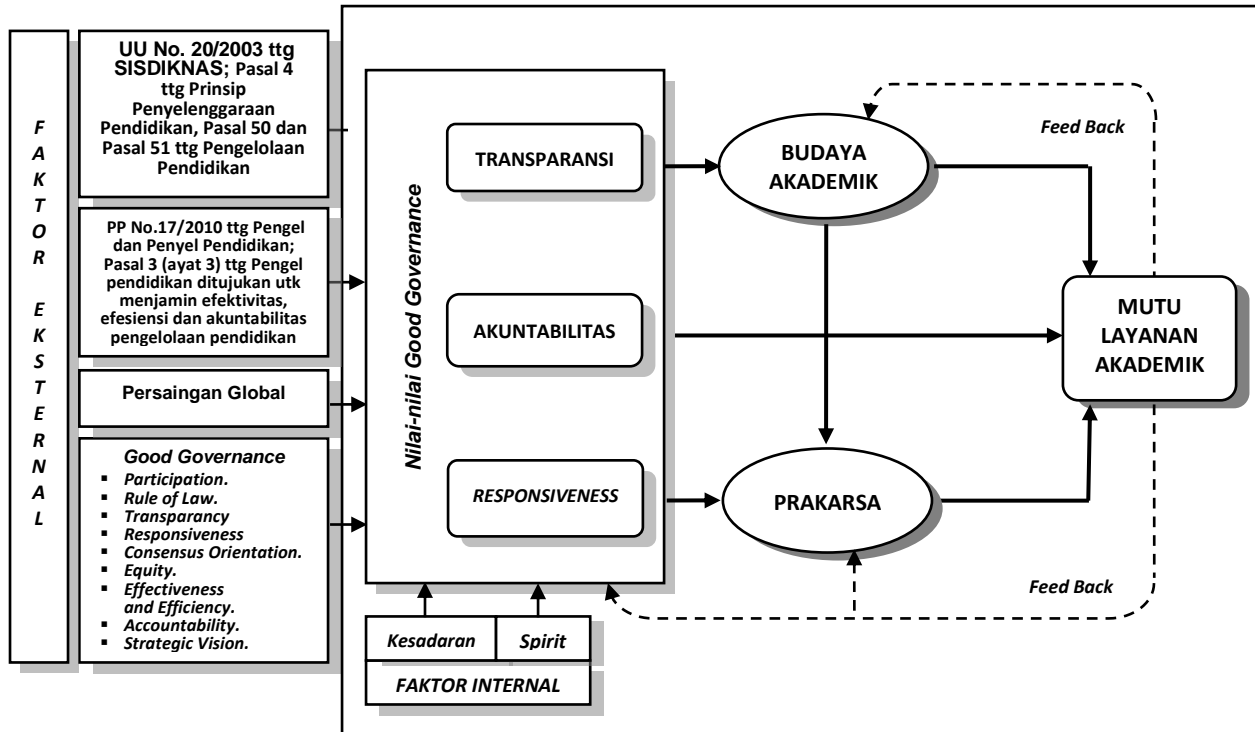 FAKTOR EKSTERNAL
UU No. 20/2003 ttg
SISDIKNAS; Pasal 4
ttg Prinsip
Penyelenggaraan
Pendidikan, Pasal 50 dan
Pasal 51 ttg Pengelolaan
Pendidikan
PP No.17/2010 ttg Pengel
dan Penyel Pendidikan;
Pasal 3 (ayat 3) ttg Pengel
pendidikan ditujukan utk
menjamin efektivitas,
efesiensi dan akuntabilitas
pengelolaan pendidikan
Persaingan Global
Good Governance
▪ Participation.
▪ Rule of Law.
▪ Transparancy
▪ Responsiveness
▪ Consensus Orientation.
▪ Equity.
▪ Effectiveness
and Efficiency.
▪ Accountability.
▪ Strategic Vision.
Nilai-nilai Good Governance
TRANSPARANSI
AKUNTABILITAS
RESPONSIVENESS
Kesadaran
Spirit
FAKTOR INTERNAL
BUDAYA
AKADEMIK
PRAKARSA
Feed Back
MUTU
LAYANAN
AKADEMIK
Feed Back